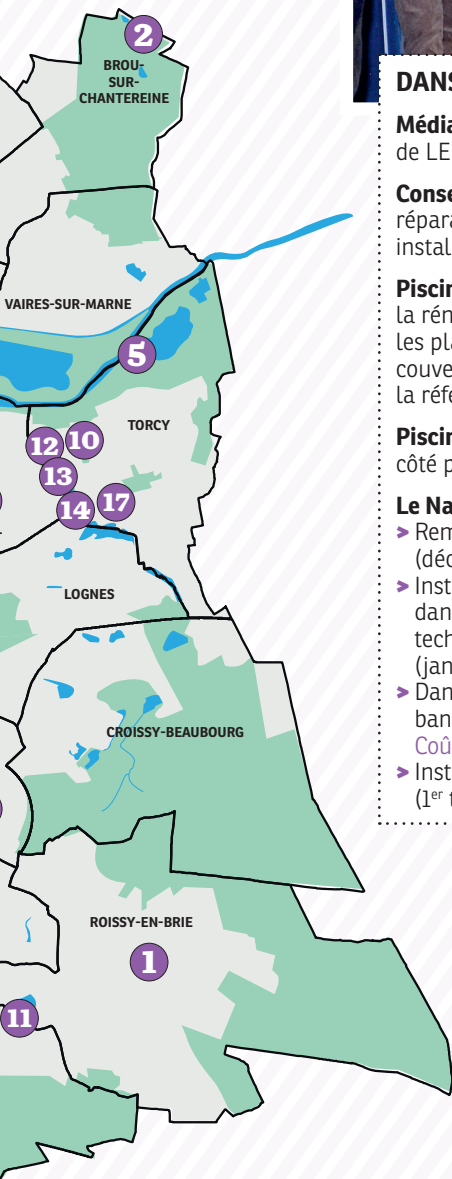 2
BROU-
SUR-
CHANTEREINE
VAIRES-SUR-MARNE
5
TORCY
12 10
13
14 17
LOGNES
CROISSY-BEAUBOURG
ROISSY-EN-BRIE
1
11
DANS
Média
de LE
Conse
répara
instal
Piscin
la rén
les pla
couve
la réfe
Piscin
côté p
Le Na
> Rem
(déc
> Inst
dan
tech
(jan
> Dan
ban
Coû
> Inst
(1er t